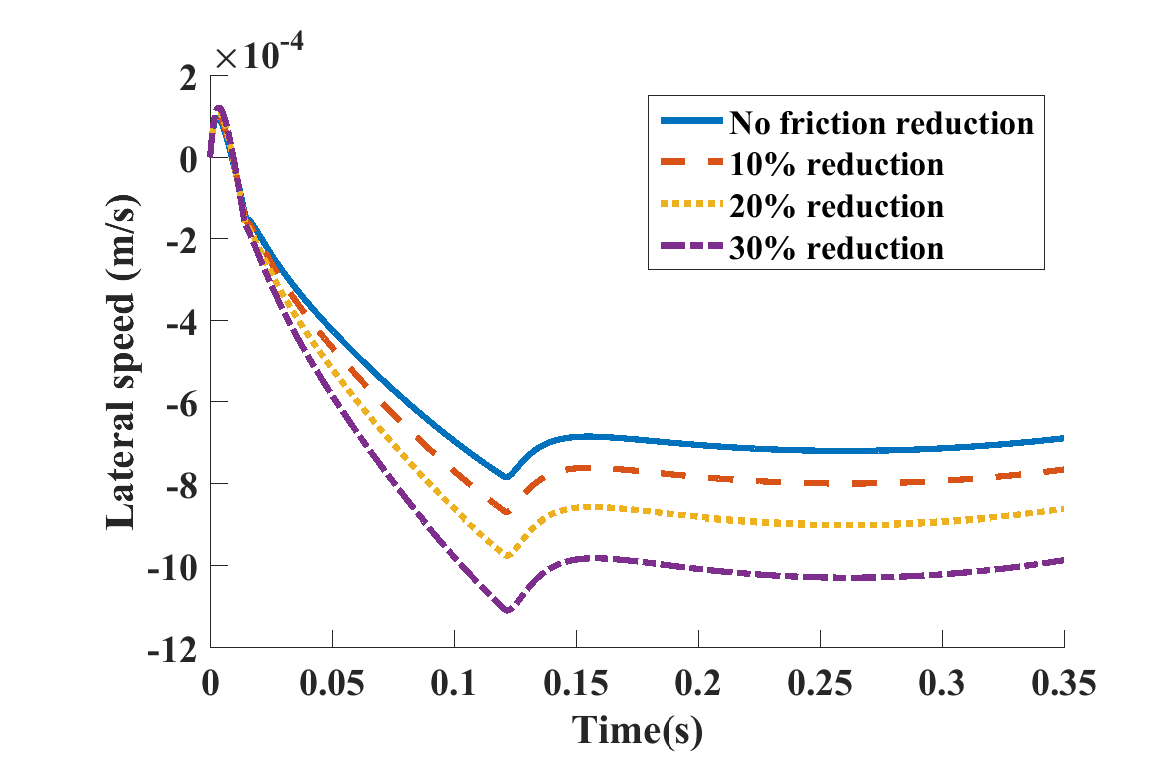 ×10-4
2
0
-2
-4
-6
-8
-10
-12
Lateral speed (m/s)
No friction reduction
10% reduction
20% reduction
30% reduction
0 0.05 0.1 0.15 0.2 0.25 0.3 0.35
Time(s)